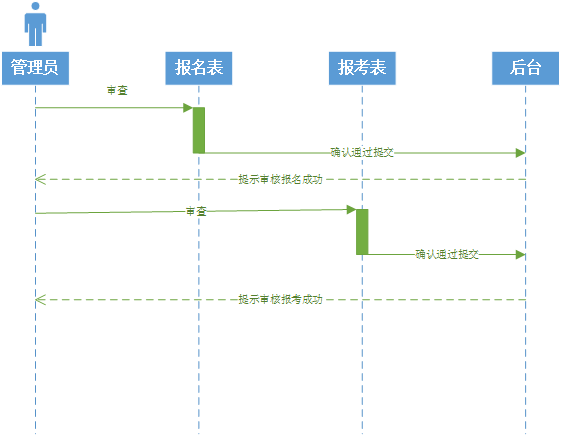 管理员
报名表
报考表
后台
审查
确认通过提交
提示审核报名成功
审查
确认通过提交
提示审核报考成功